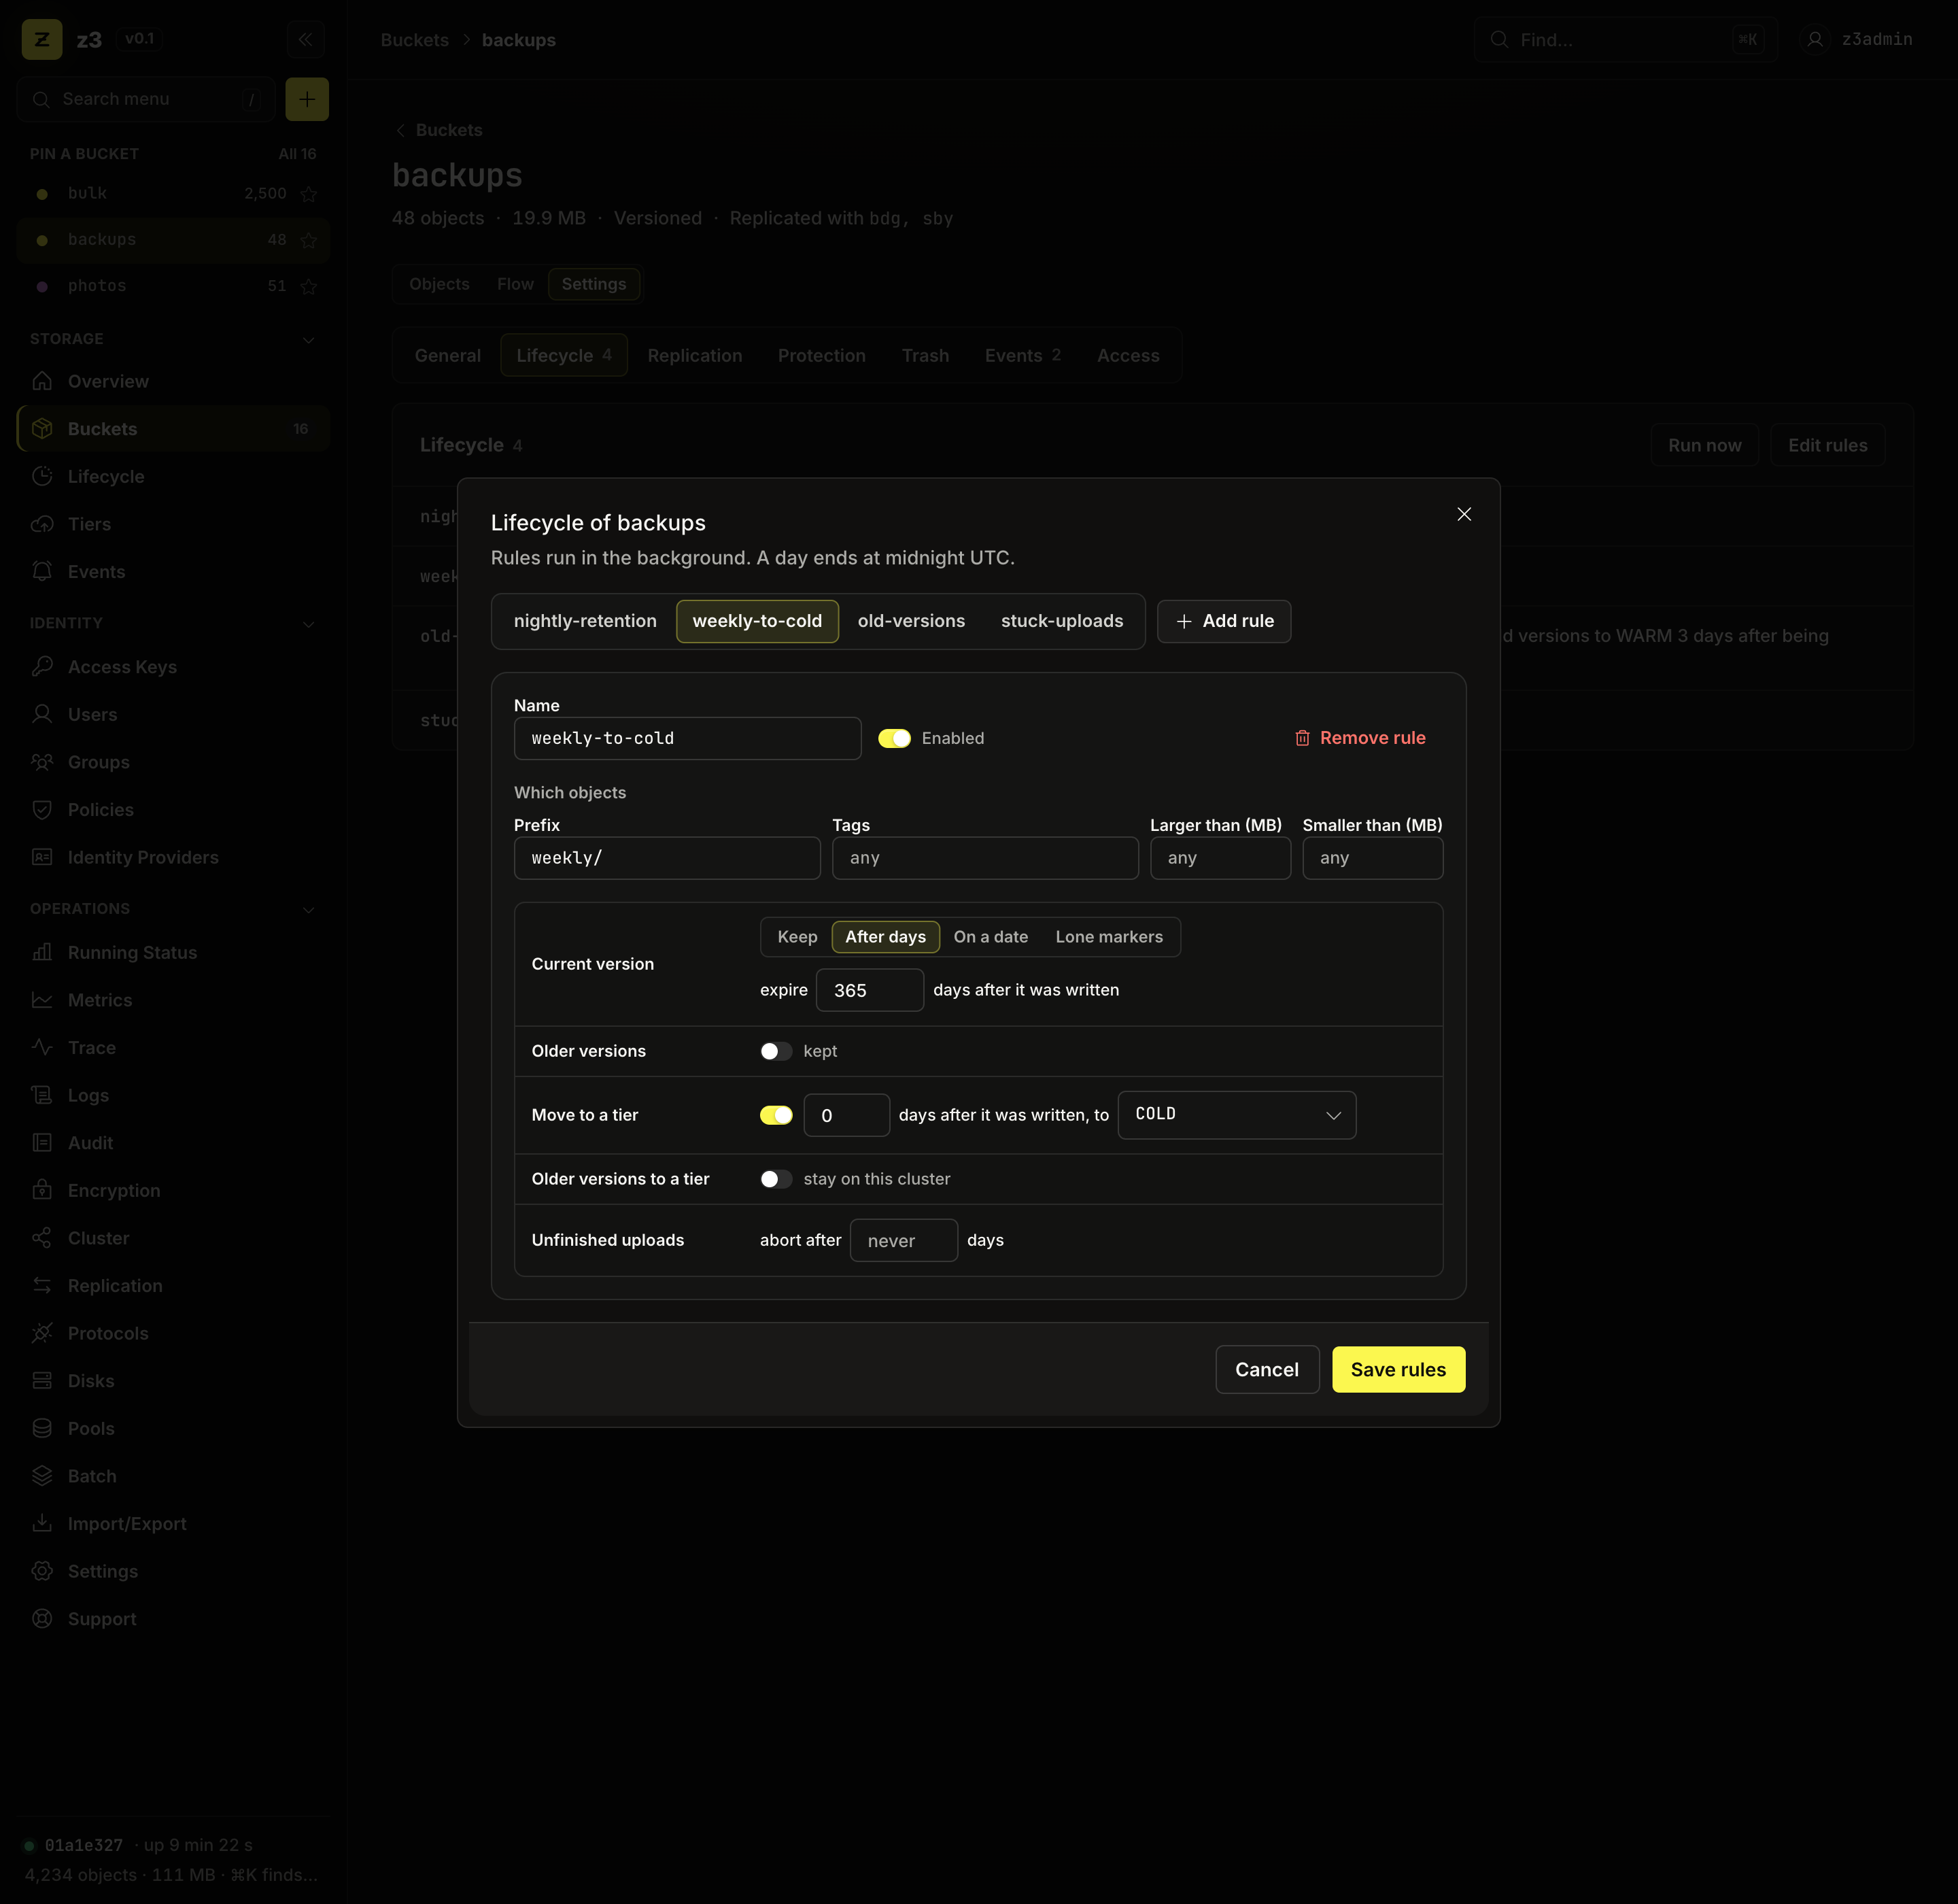 z3 v0.1
Buckets > backups
Find... ⌘K
z3admin
Search menu /
PIN A BUCKET All 16
bulk 2,500
backups 48
photos 51
STORAGE
Overview
Buckets 16
Lifecycle
Tiers
Events
IDENTITY
Access Keys
Users
Groups
Policies
Identity Providers
OPERATIONS
Running Status
Metrics
Trace
Logs
Audit
Encryption
Cluster
Replication
Protocols
Disks
Pools
Batch
Import/Export
Settings
Support
01a1e327 · up 9 min 22 s
4,234 objects · 111 MB · ⌘K finds...
Buckets
backups
48 objects · 19.9 MB · Versioned · Replicated with bdg, sby
Objects Flow Settings
General Lifecycle 4 Replication Protection Trash Events 2 Access
Lifecycle 4 Run now Edit rules
d versions to WARM 3 days after being
Lifecycle of backups
Rules run in the background. A day ends at midnight UTC.
nightly-retention weekly-to-cold old-versions stuck-uploads + Add rule
Name
weekly-to-cold Enabled Remove rule
Which objects
Prefix Tags Larger than (MB) Smaller than (MB)
weekly/ any any any
Current version
Keep After days On a date Lone markers
expire 365 days after it was written
Older versions kept
Move to a tier 0 days after it was written, to COLD
Older versions to a tier stay on this cluster
Unfinished uploads abort after never days
Cancel Save rules